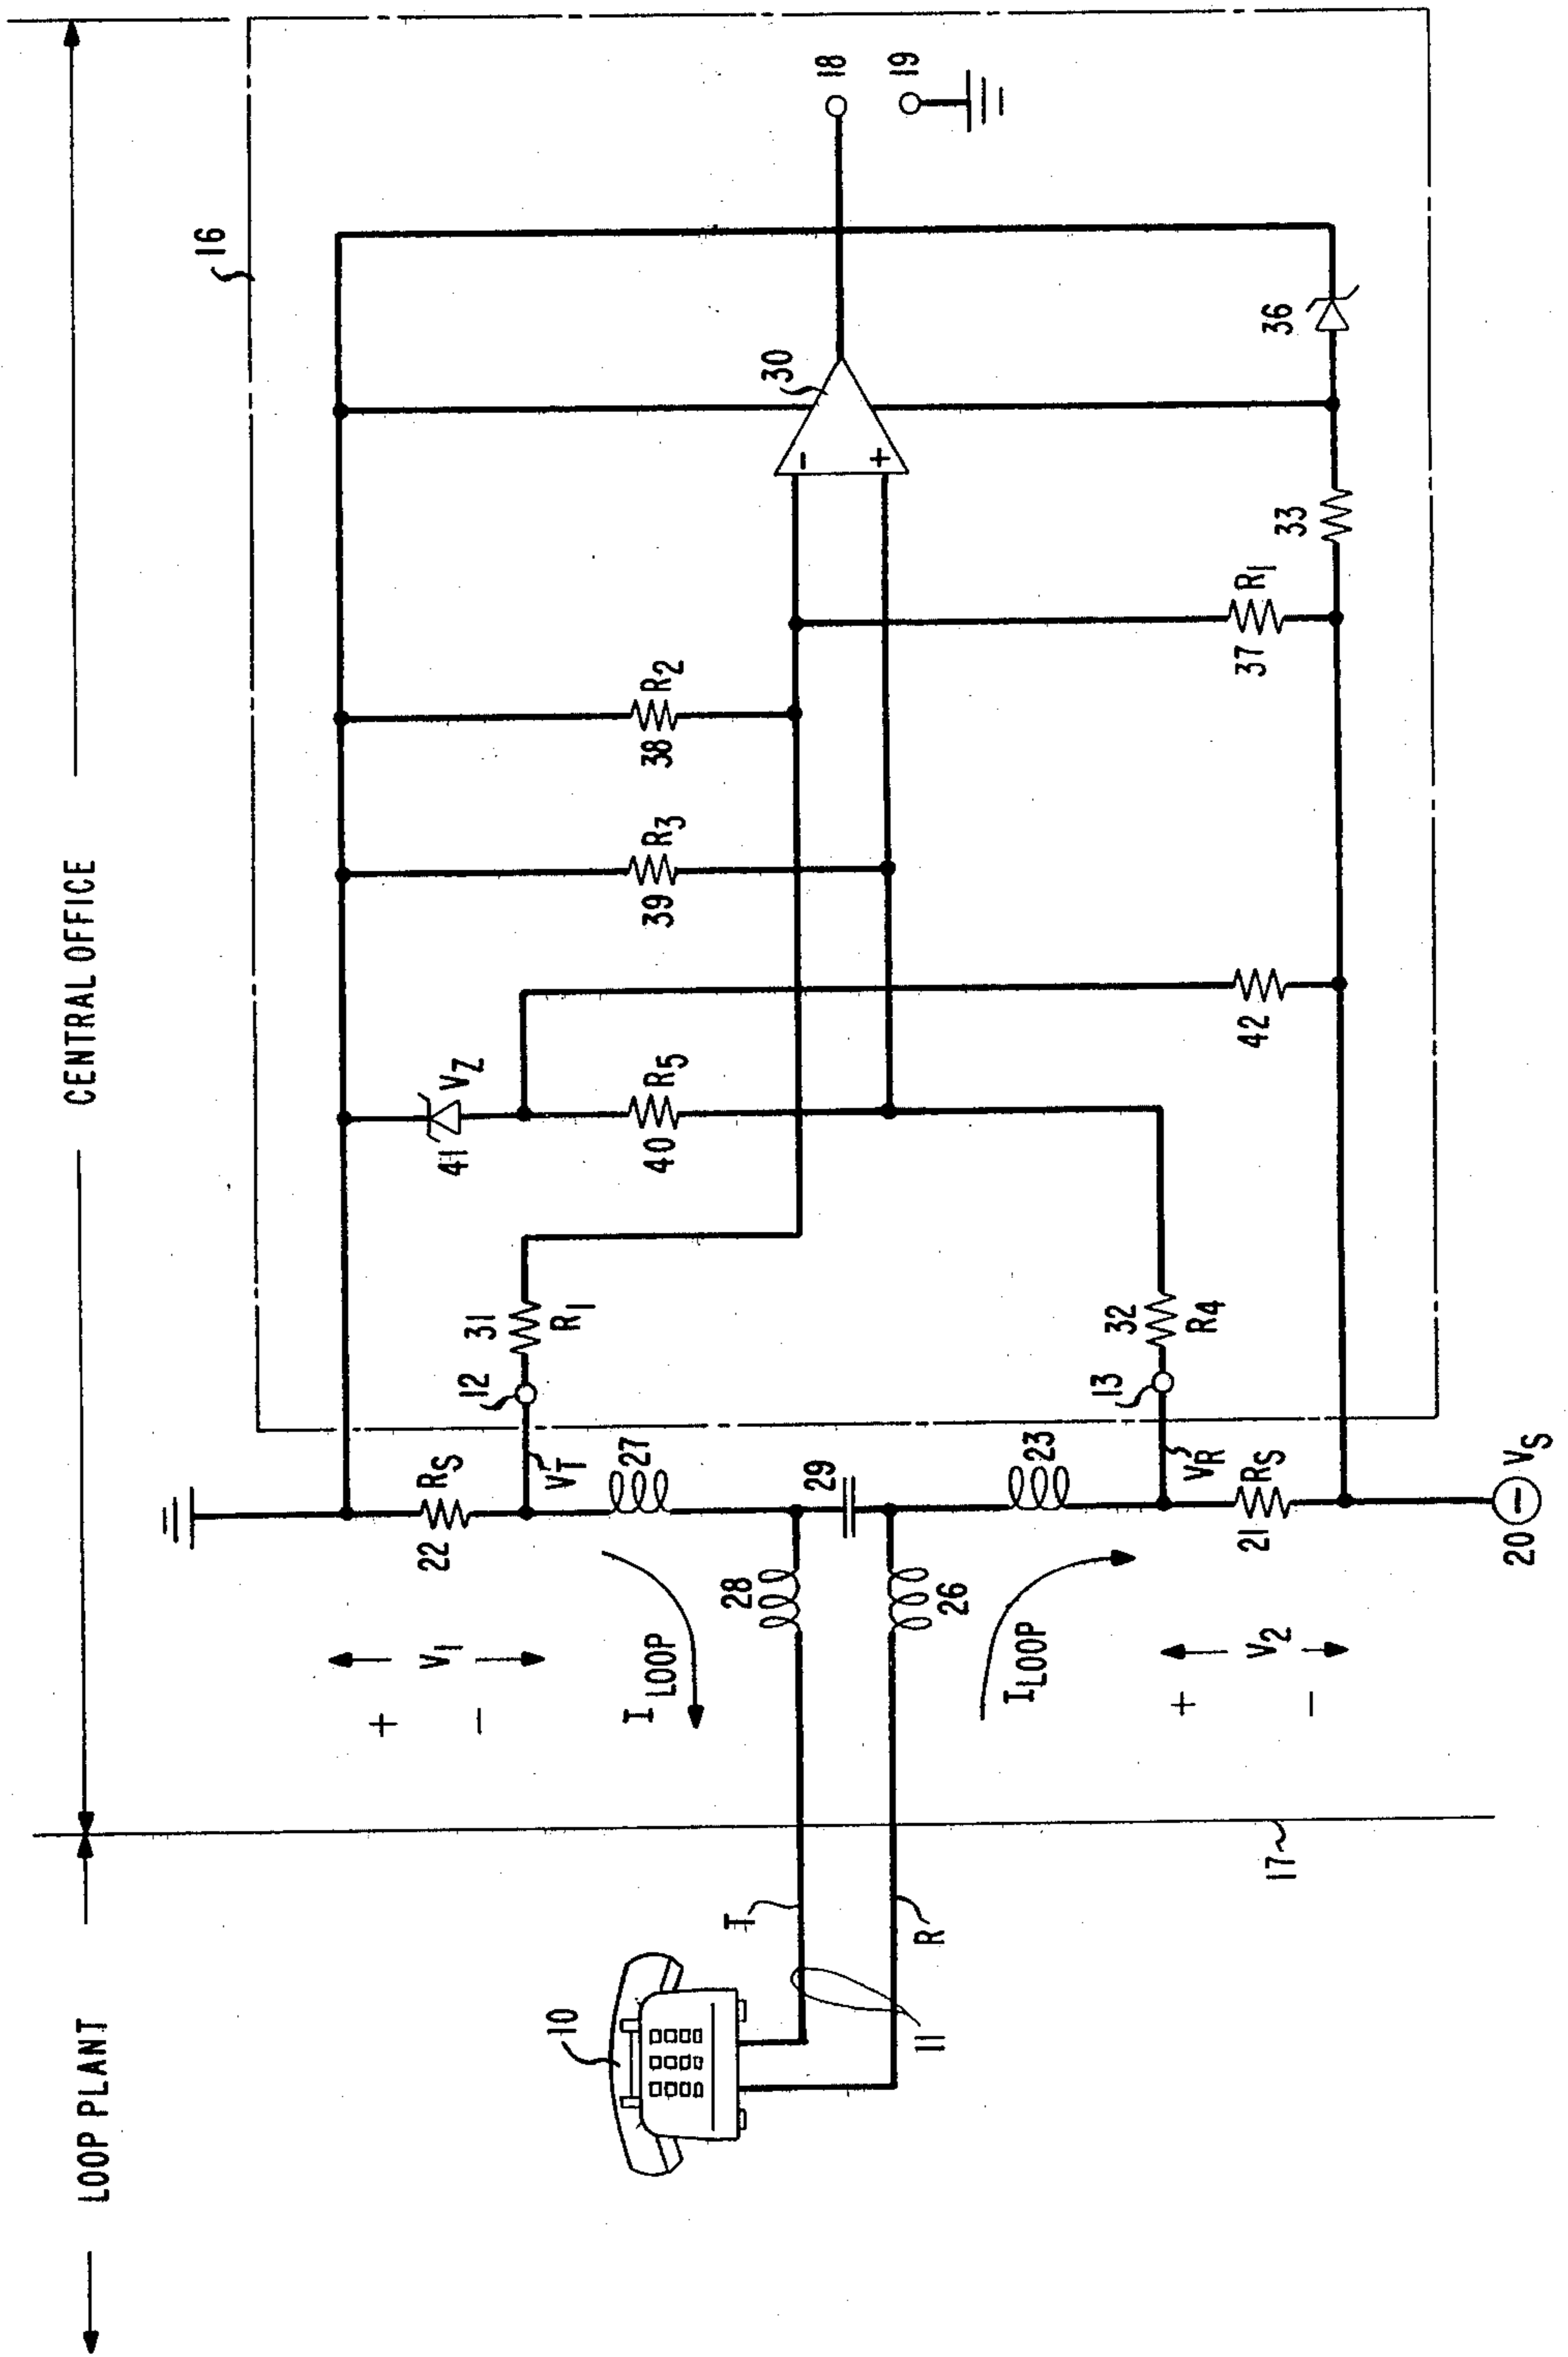 LOOP PLANT
CENTRAL OFFICE
16
10
T
R
11
17
+
V1
-
ILOOP
ILOOP
+
V2
-
22
RS
VT
27
28
29
26
23
VR
21
RS
20
-
VS
12
31
R1
13
32
R4
41
VZ
40
R5
42
39
R3
38
R2
37
R1
33
30
-
+
36
18
19